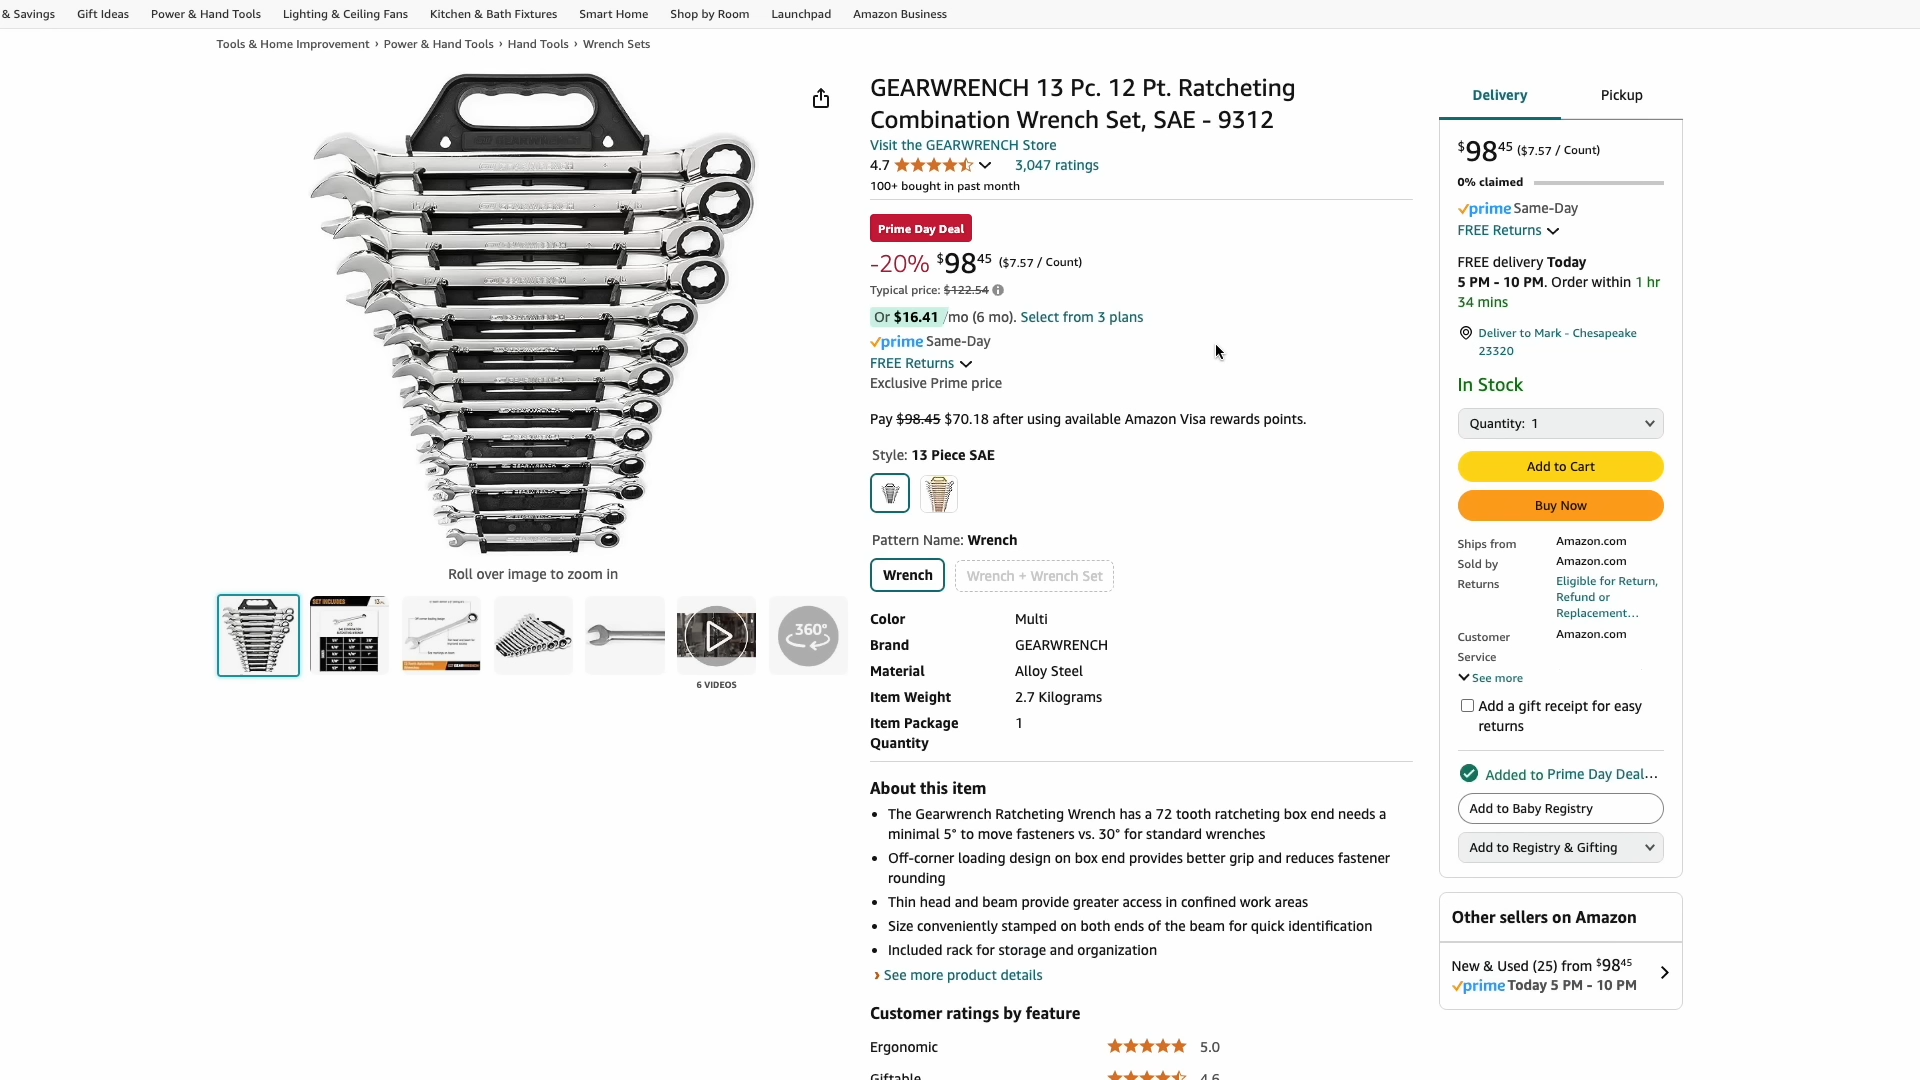 & Savings
Gift Ideas
Power & Hand Tools
Lighting & Ceiling Fans
Kitchen & Bath Fixtures
Smart Home
Shop by Room
Launchpad
Amazon Business
Tools & Home Improvement › Power & Hand Tools › Hand Tools › Wrench Sets
Roll over image to zoom in
SET INCLUDED
360°
6 VIDEOS
GEARWRENCH 13 Pc. 12 Pt. Ratcheting
Combination Wrench Set, SAE - 9312
Visit the GEARWRENCH Store
4.7 3,047 ratings
100+ bought in past month
Prime Day Deal
-20% $98 45 ($7.57 / Count)
Typical price: $122.54
Or $16.41 /mo (6 mo). Select from 3 plans
prime Same-Day
FREE Returns
Exclusive Prime price
Pay $98.45 $70.18 after using available Amazon Visa rewards points.
Style: 13 Piece SAE
Pattern Name: Wrench
Wrench
Wrench + Wrench Set
Color Multi
Brand GEARWRENCH
Material Alloy Steel
Item Weight 2.7 Kilograms
Item Package 1
Quantity
About this item
• The Gearwrench Ratcheting Wrench has a 72 tooth ratcheting box end needs a
minimal 5° to move fasteners vs. 30° for standard wrenches
• Off-corner loading design on box end provides better grip and reduces fastener
rounding
• Thin head and beam provide greater access in confined work areas
• Size conveniently stamped on both ends of the beam for quick identification
• Included rack for storage and organization
› See more product details
Customer ratings by feature
Ergonomic 5.0
Giftable 4.6
Delivery
Pickup
$98 45 ($7.57 / Count)
0% claimed
prime Same-Day
FREE Returns
FREE delivery Today
5 PM - 10 PM. Order within 1 hr
34 mins
Deliver to Mark - Chesapeake
23320
In Stock
Quantity: 1
Add to Cart
Buy Now
Ships from Amazon.com
Sold by Amazon.com
Returns Eligible for Return,
Refund or
Replacement…
Customer Amazon.com
Service
See more
Add a gift receipt for easy
returns
Added to Prime Day Deal…
Add to Baby Registry
Add to Registry & Gifting
Other sellers on Amazon
New & Used (25) from $98 45
prime Today 5 PM - 10 PM